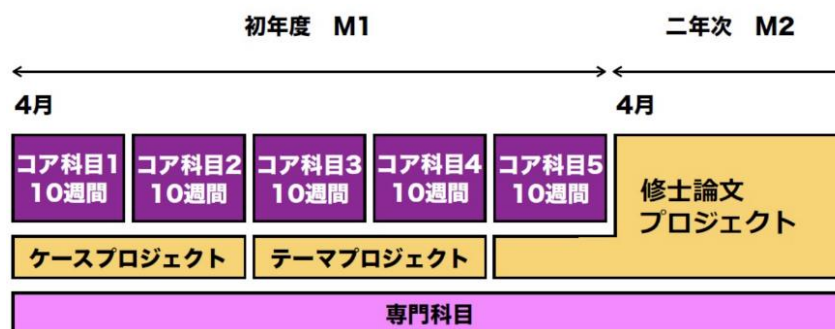 初年度 M1
二年次 M2
4月
4月
コア科目1
10週間
コア科目2
10週間
コア科目3
10週間
コア科目4
10週間
コア科目5
10週間
修士論文
プロジェクト
ケースプロジェクト
テーマプロジェクト
専門科目